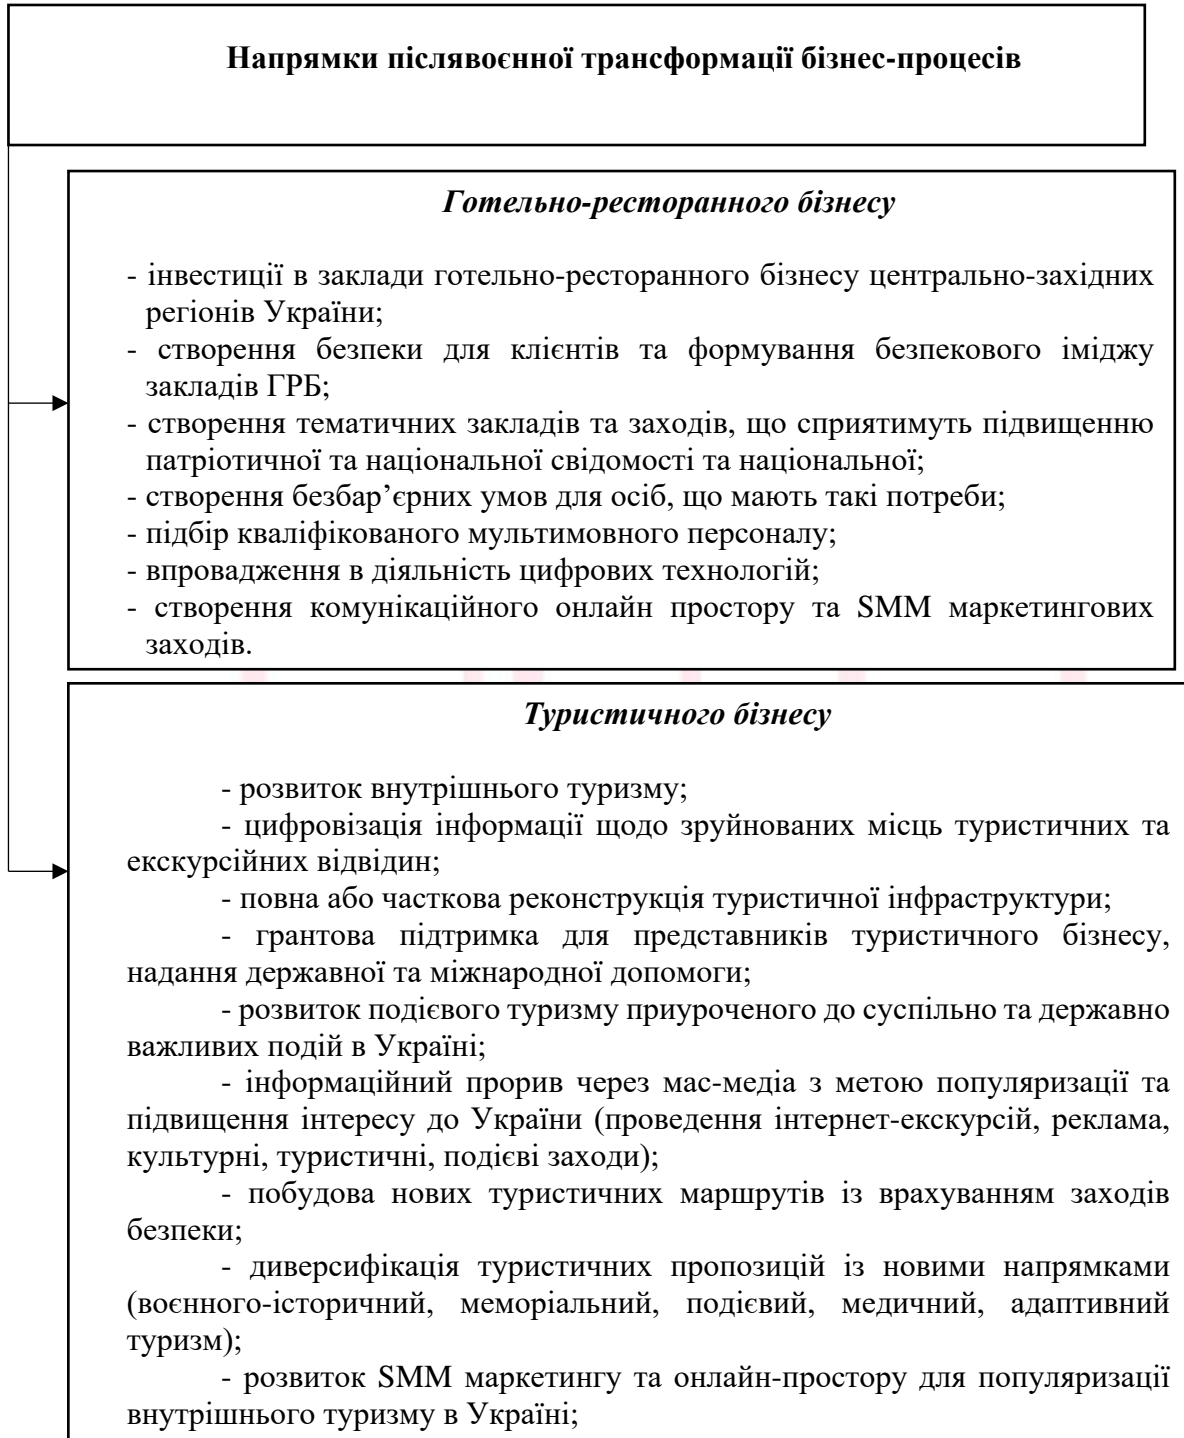 Напрямки післявоєнної трансформації бізнес-процесів
Готельно-ресторанного бізнесу
- інвестиції в заклади готельно-ресторанного бізнесу центрально-західних
регіонів України;
- створення безпеки для клієнтів та формування безпекового іміджу
закладів ГРБ;
- створення тематичних закладів та заходів, що сприятимуть підвищенню
патріотичної та національної свідомості та національної;
- створення безбар’єрних умов для осіб, що мають такі потреби;
- підбір кваліфікованого мультимовного персоналу;
- впровадження в діяльність цифрових технологій;
- створення комунікаційного онлайн простору та SMM маркетингових
заходів.
Туристичного бізнесу
- розвиток внутрішнього туризму;
- цифровізація інформації щодо зруйнованих місць туристичних та
екскурсійних відвідин;
- повна або часткова реконструкція туристичної інфраструктури;
- грантова підтримка для представників туристичного бізнесу,
надання державної та міжнародної допомоги;
- розвиток подієвого туризму приуроченого до суспільно та державно
важливих подій в Україні;
- інформаційний прорив через мас-медіа з метою популяризації та
підвищення інтересу до України (проведення інтернет-екскурсій, реклама,
культурні, туристичні, подієві заходи);
- побудова нових туристичних маршрутів із врахуванням заходів
безпеки;
- диверсифікація туристичних пропозицій із новими напрямками
(воєнного-історичний, меморіальний, подієвий, медичний, адаптивний
туризм);
- розвиток SMM маркетингу та онлайн-простору для популяризації
внутрішнього туризму в Україні;